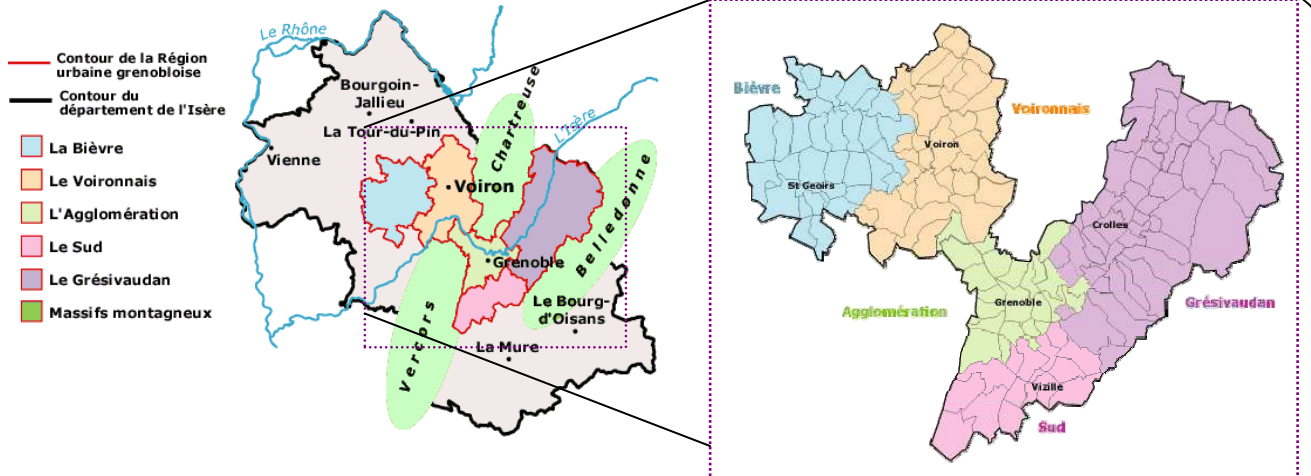 Contour de la Région
urbaine grenobloise
Contour du
département de l'Isère
La Bièvre
Le Voironnais
L'Agglomération
Le Sud
Le Grésivaudan
Massifs montagneux
Le Rhône
Bourgoin-
Jallieu
La Tour-du-Pin
Vienne
Chartreuse
L'Isère
Voiron
Belledønne
Grenoble
Le Bourg-
d'Oisans
La Mure
Vercors
Bièvre
Voironnais
Voiron
St Geoirs
Crolles
Agglomération
Grenoble
Grésivaudan
Vizille
Sud